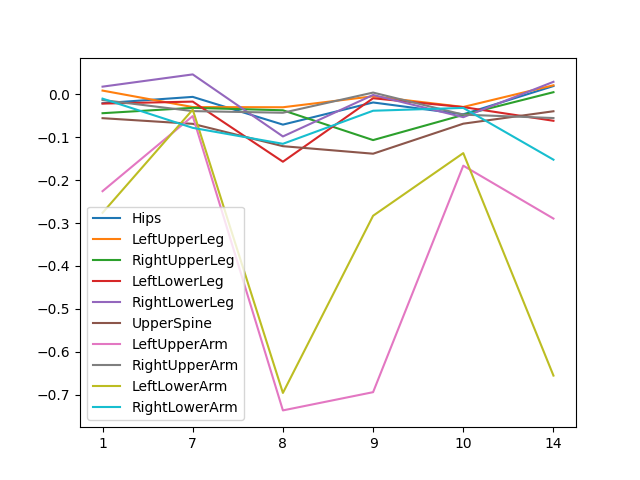 0.0
−0.1
−0.2
−0.3
−0.4
−0.5
−0.6
−0.7
Hips
LeftUpperLeg
RightUpperLeg
LeftLowerLeg
RightLowerLeg
UpperSpine
LeftUpperArm
RightUpperArm
LeftLowerArm
RightLowerArm
1 7 8 9 10 14